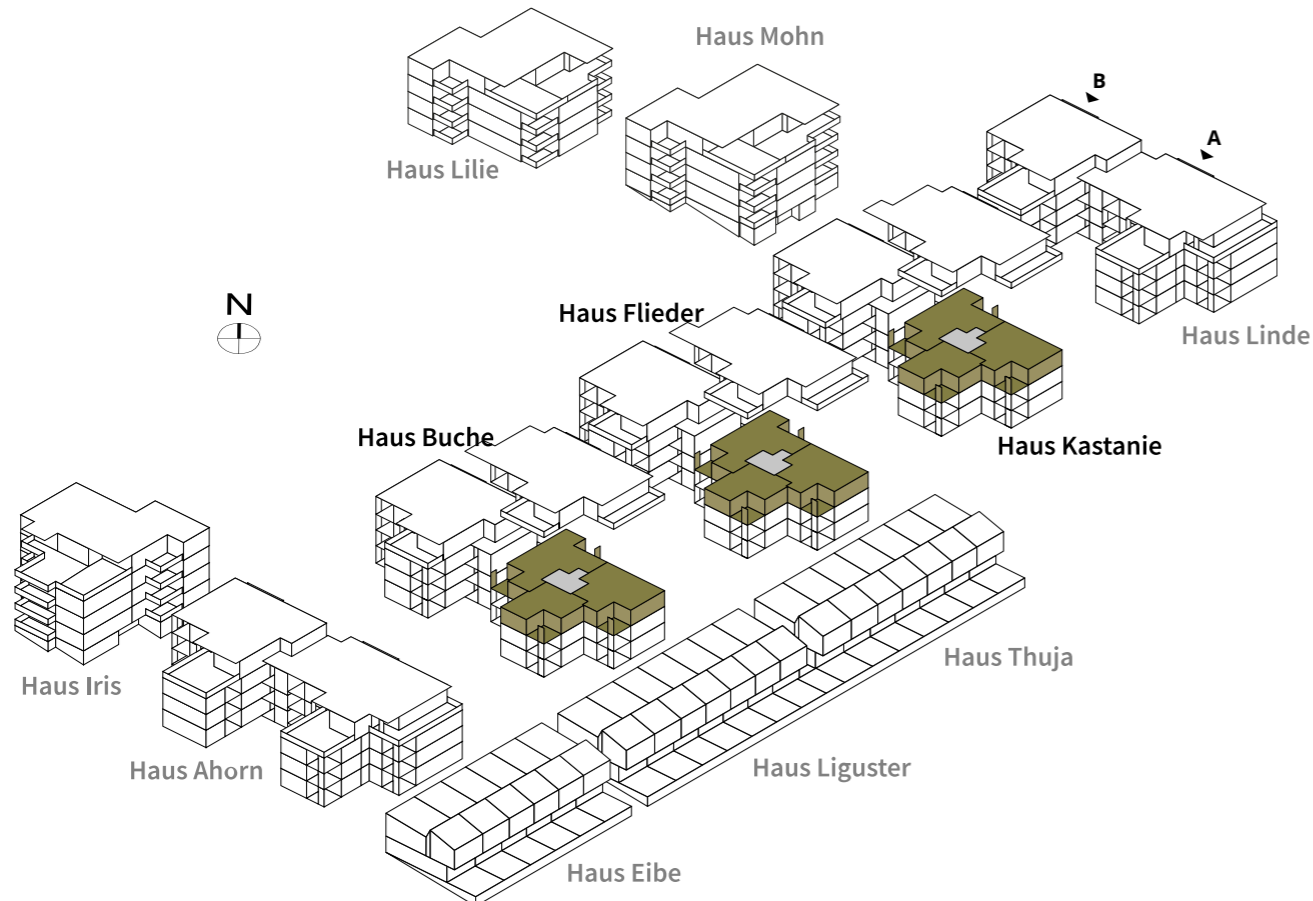 Haus Mohn
B
A
Haus Lilie
N
Haus Flieder
Haus Linde
Haus Buche
Haus Kastanie
Haus Thuja
Haus Iris
Haus Ahorn
Haus Liguster
Haus Eibe